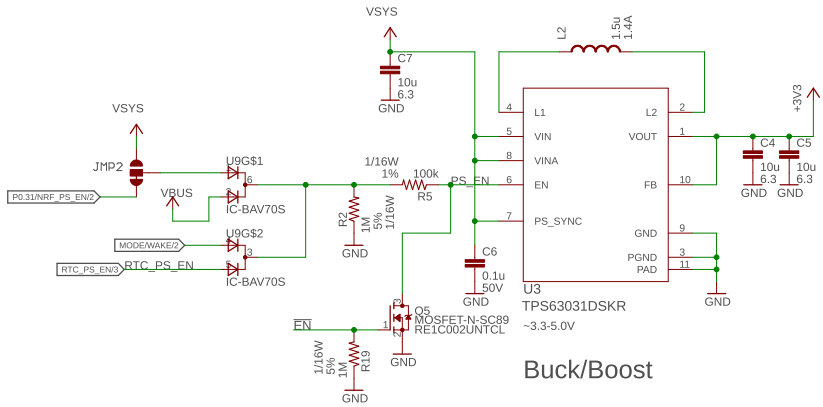 VSYS
C7
10u
6.3
GND
L2
1.5u
1.4A
+3V3
VSYS
JMP2
P0.31/NRF_PS_EN/2
VBUS
U9G$1
6
IC-BAV70S
MODE/WAKE/2
RTC_PS_EN/3
RTC_PS_EN
U9G$2
3
IC-BAV70S
1/16W
1%
100k
R5
PS_EN
R2
1M
5%
1/16W
GND
4
L1
L2
2
5
VIN
VOUT
1
8
VINA
6
EN
FB
10
7
PS_SYNC
GND
9
PGND
3
PAD
11
GND
U3
TPS63031DSKR
~3.3-5.0V
C4
10u
6.3
GND
C5
10u
6.3
GND
C6
0.1u
50V
GND
EN
1
3
2
Q5
MOSFET-N-SC89
RE1C002UNTCL
GND
1/16W
5%
1M
R19
GND
Buck/Boost